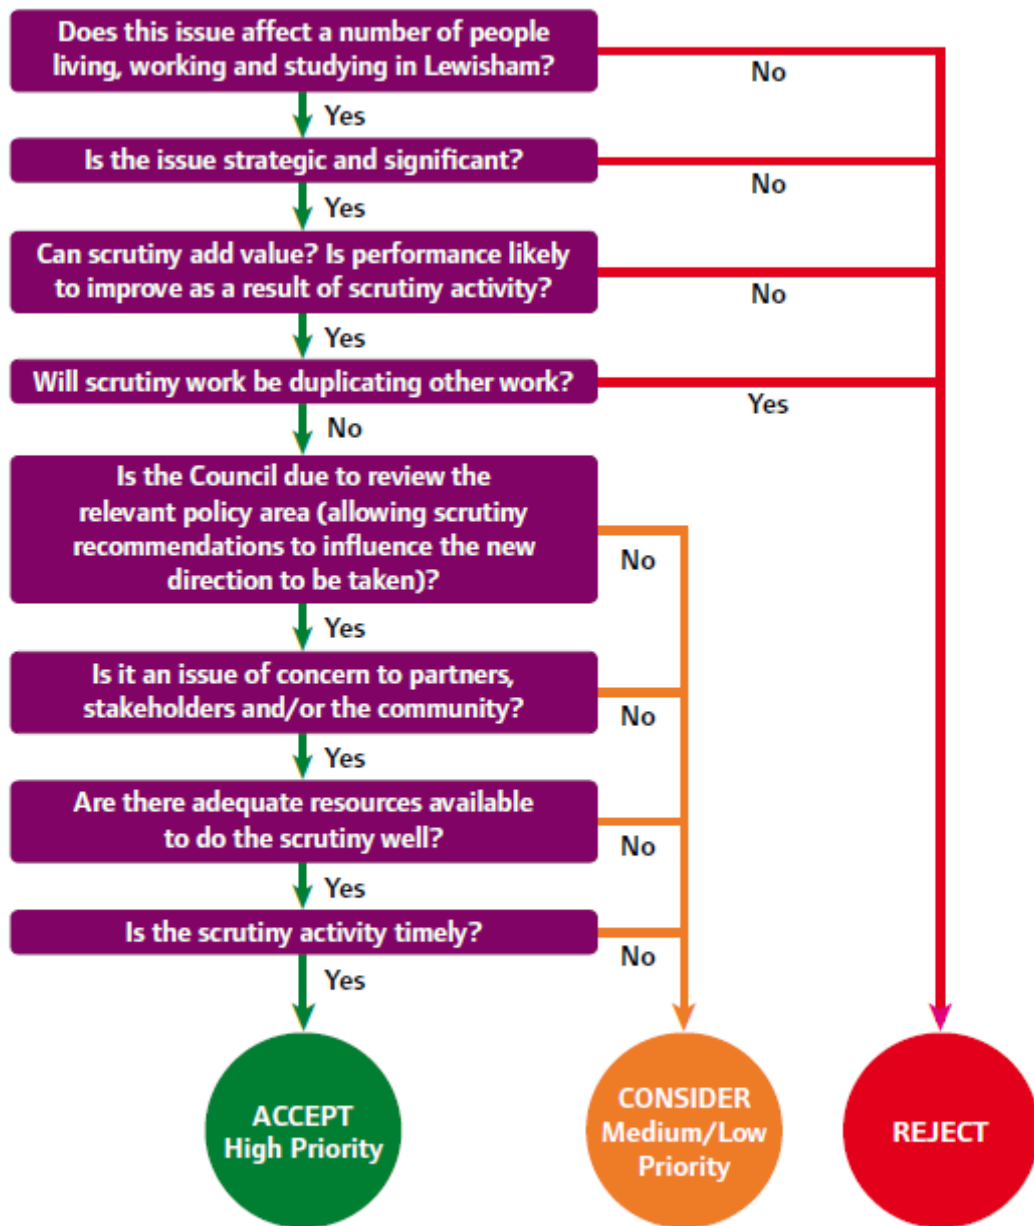 Does this issue affect a number of people
living, working and studying in Lewisham?
No
Yes
Is the issue strategic and significant?
No
Yes
Can scrutiny add value? Is performance likely
to improve as a result of scrutiny activity?
No
Yes
Will scrutiny work be duplicating other work?
Yes
No
Is the Council due to review the
relevant policy area (allowing scrutiny
recommendations to influence the new
direction to be taken)?
No
Yes
Is it an issue of concern to partners,
stakeholders and/or the community?
No
Yes
Are there adequate resources available
to do the scrutiny well?
No
Yes
Is the scrutiny activity timely?
No
Yes
ACCEPT
High Priority
CONSIDER
Medium/Low
Priority
REJECT